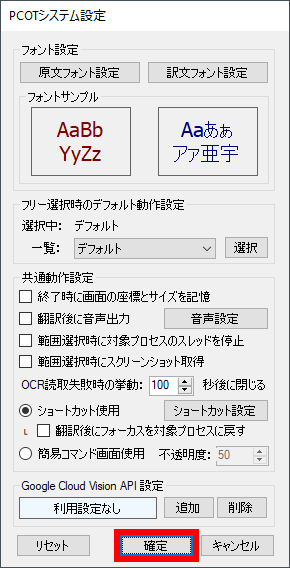 PCOTシステム設定
フォント設定
原文フォント設定 訳文フォント設定
フォントサンプル
AaBb Aaあぁ
YyZz アァ亜宇
フリー選択時のデフォルト動作設定
選択中: デフォルト
一覧: デフォルト 選択
共通動作設定
終了時に画面の座標とサイズを記憶
翻訳後に音声出力 音声設定
範囲選択時に対象プロセスのスレッドを停止
範囲選択時にスクリーンショット取得
OCR読取失敗時の挙動: 100 秒後に閉じる
ショートカット使用 ショートカット設定
L 翻訳後にフォーカスを対象プロセスに戻す
簡易コマンド画面使用 不透明度: 50
Google Cloud Vision API 設定
利用設定なし 追加 削除
リセット 確定 キャンセル